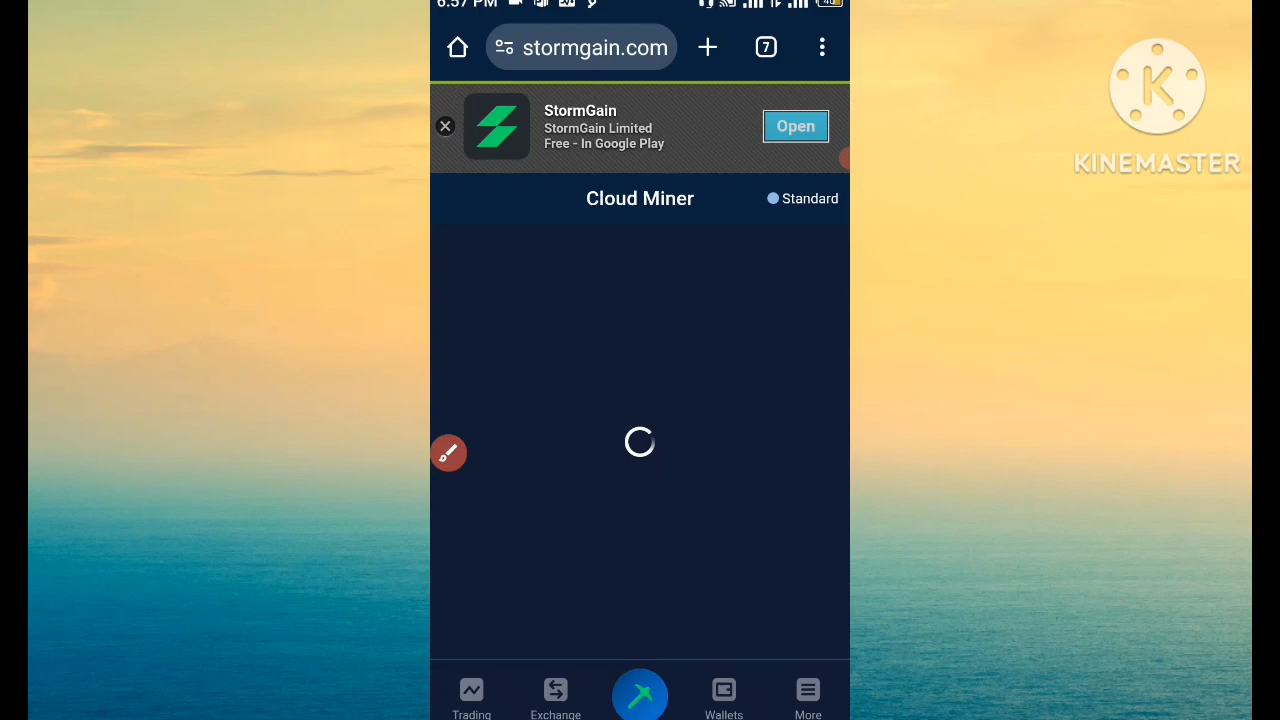 6:57 PM
stormgain.com
7
StormGain
StormGain Limited
Free - In Google Play
Open
Cloud Miner
Standard
Trading
Exchange
Wallets
More
K
KINEMASTER